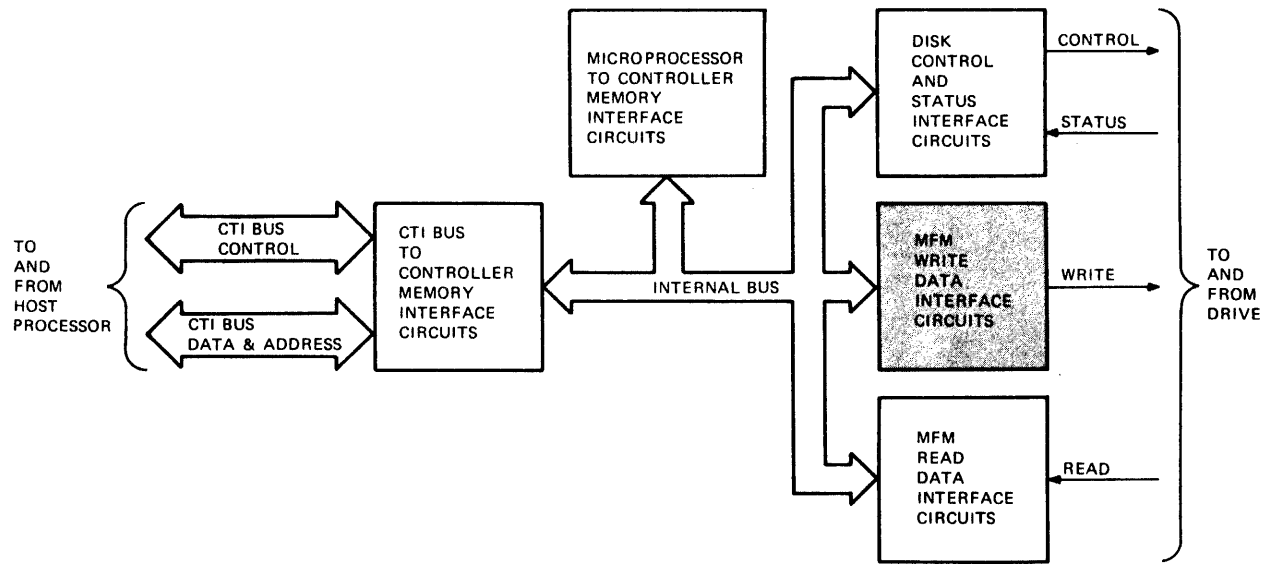 TO
AND
FROM
HOST
PROCESSOR
CTI BUS
CONTROL
CTI BUS
DATA & ADDRESS
CTI BUS
TO
CONTROLLER
MEMORY
INTERFACE
CIRCUITS
MICROPROCESSOR
TO CONTROLLER
MEMORY
INTERFACE
CIRCUITS
INTERNAL BUS
DISK
CONTROL
AND
STATUS
INTERFACE
CIRCUITS
CONTROL
STATUS
MFM
WRITE
DATA
INTERFACE
CIRCUITS
WRITE
MFM
READ
DATA
INTERFACE
CIRCUITS
READ
TO
AND
FROM
DRIVE